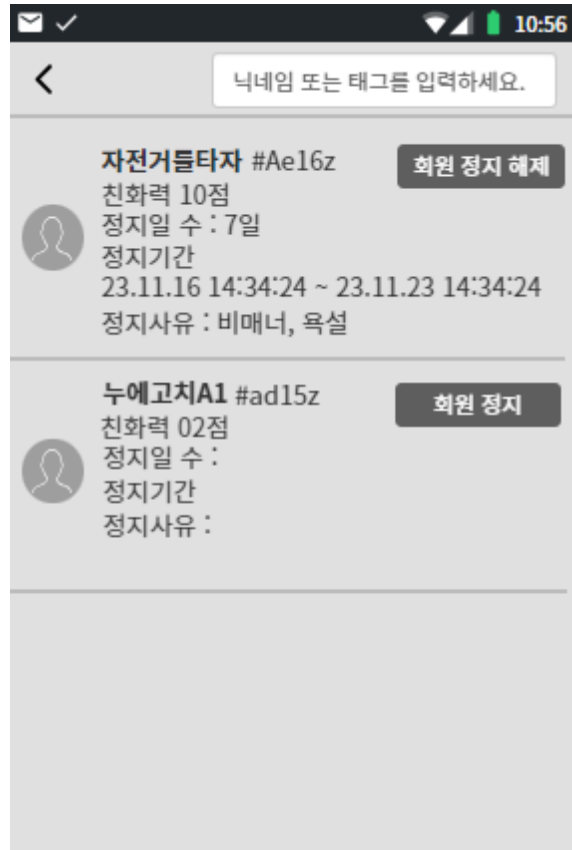 10:56
닉네임 또는 태그를 입력하세요.
자전거들타자 #Ae16z
회원 정지 해제
친화력 10점
정지일 수 : 7일
정지기간
23.11.16 14:34:24 ~ 23.11.23 14:34:24
정지사유 : 비매너, 욕설
누에고치A1 #ad15z
회원 정지
친화력 02점
정지일 수 :
정지기간
정지사유 :